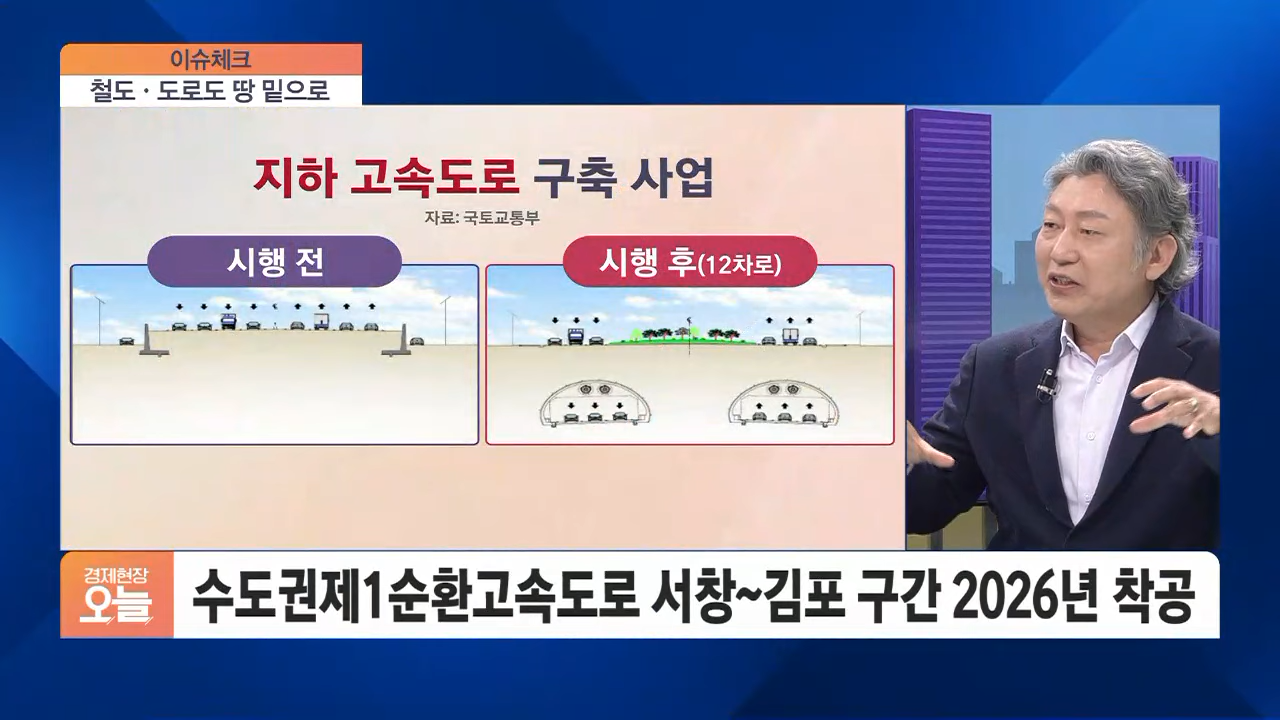 이슈체크
철도·도로도 땅 밑으로
지하 고속도로 구축 사업
자료: 국토교통부
시행 전
시행 후(12차로)
경제현장
오늘
수도권제1순환고속도로 서창~김포 구간 2026년 착공